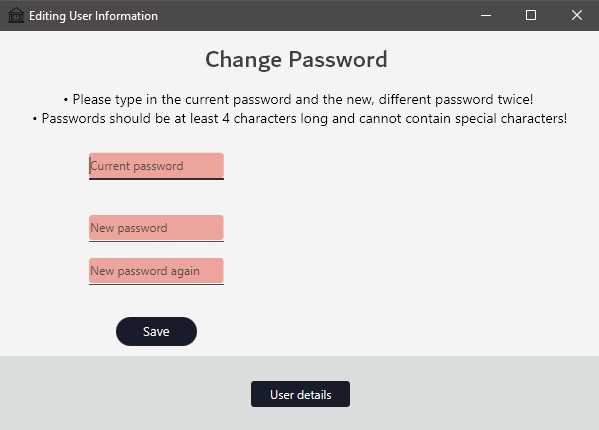 Editing User Information
Change Password
• Please type in the current password and the new, different password twice!
• Passwords should be at least 4 characters long and cannot contain special characters!
Current password
New password
New password again
Save
User details